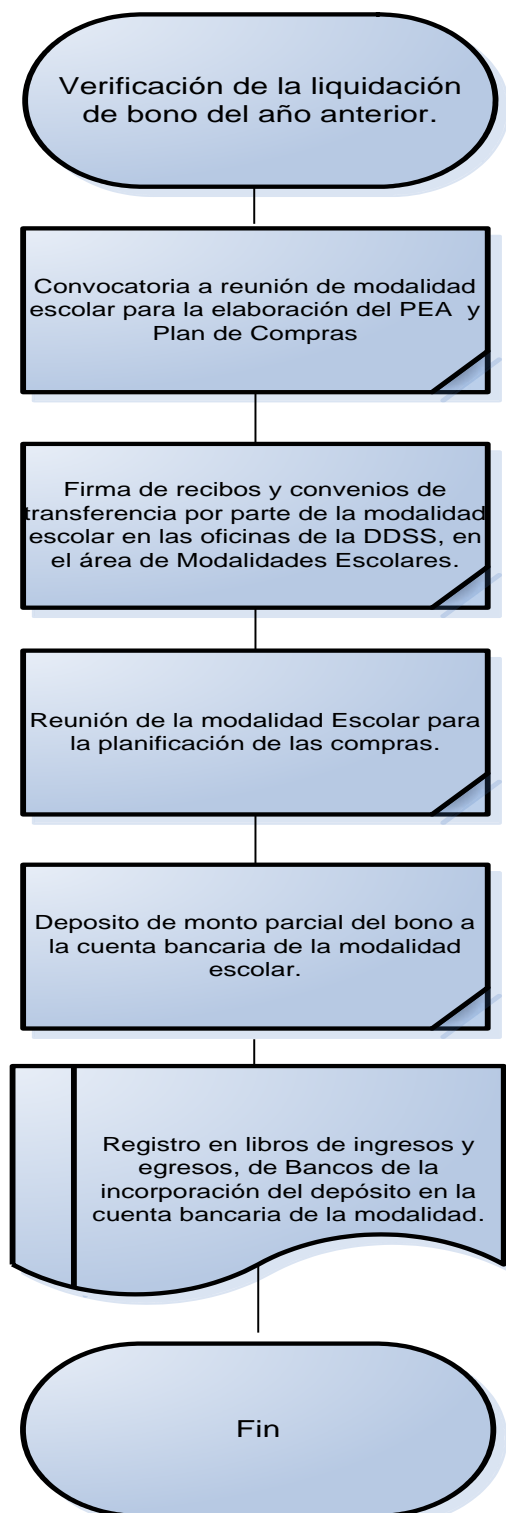 Verificación de la liquidación
de bono del año anterior.
Convocatoria a reunión de modalidad
escolar para la elaboración del PEA y
Plan de Compras
Firma de recibos y convenios de
transferencia por parte de la modalidad
escolar en las oficinas de la DDSS, en
el área de Modalidades Escolares.
Reunión de la modalidad Escolar para
la planificación de las compras.
Deposito de monto parcial del bono a
la cuenta bancaria de la modalidad
escolar.
Registro en libros de ingresos y
egresos, de Bancos de la
incorporación del depósito en la
cuenta bancaria de la modalidad.
Fin